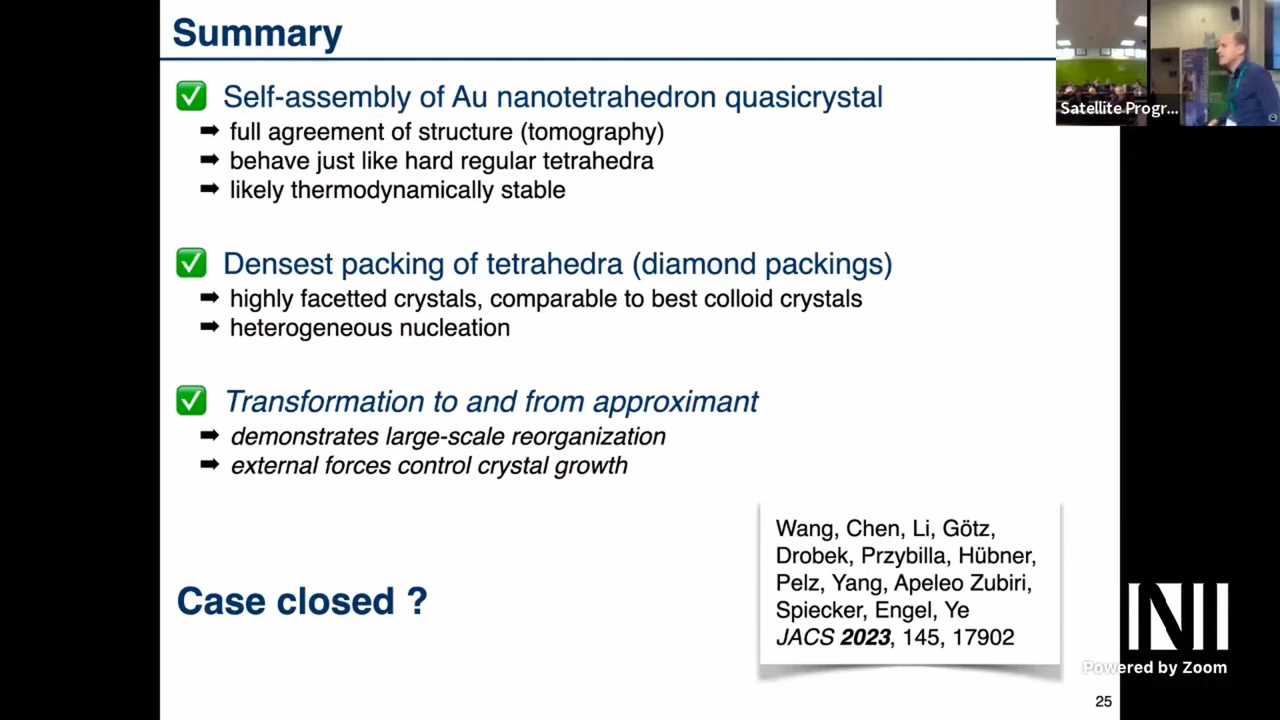 Summary
✅ Self-assembly of Au nanotetrahedron quasicrystal
➡ full agreement of structure (tomography)
➡ behave just like hard regular tetrahedra
➡ likely thermodynamically stable
✅ Densest packing of tetrahedra (diamond packings)
➡ highly facetted crystals, comparable to best colloid crystals
➡ heterogeneous nucleation
✅ Transformation to and from approximant
➡ demonstrates large-scale reorganization
➡ external forces control crystal growth
Case closed ?
Wang, Chen, Li, Götz,
Drobek, Przybilla, Hübner,
Pelz, Yang, Apeleo Zubiri,
Spiecker, Engel, Ye
JACS 2023, 145, 17902
25
Satellite Progr...
Powered by Zoom